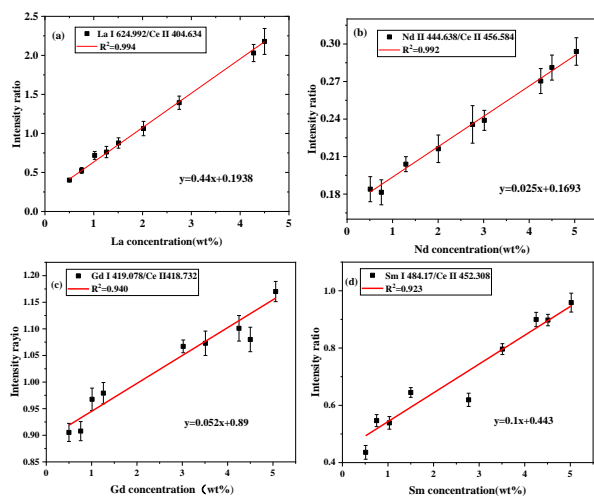 (a)
La I 624.992/Ce II 404.634
R²=0.994
y=0.44x+0.1938
Intensity ratio
2.5
2.0
1.5
1.0
0.5
0.0
0 1 2 3 4 5
La concentration(wt%)
(b)
Nd II 444.638/Ce II 456.584
R²=0.992
y=0.025x+0.1693
Intensity ratio
0.30
0.27
0.24
0.21
0.18
0 1 2 3 4 5
Nd concentration(wt%)
(c)
Gd I 419.078/Ce II418.732
R²=0.940
y=0.052x+0.89
Intensity rayio
1.20
1.15
1.10
1.05
1.00
0.95
0.90
0.85
0 1 2 3 4 5
Gd concentration（wt%)
(d)
Sm I 484.17/Ce II 452.308
R²=0.923
y=0.1x+0.443
Intensity ratio
1.0
0.8
0.6
0.4
0 1 2 3 4 5
Sm concentration(wt%)